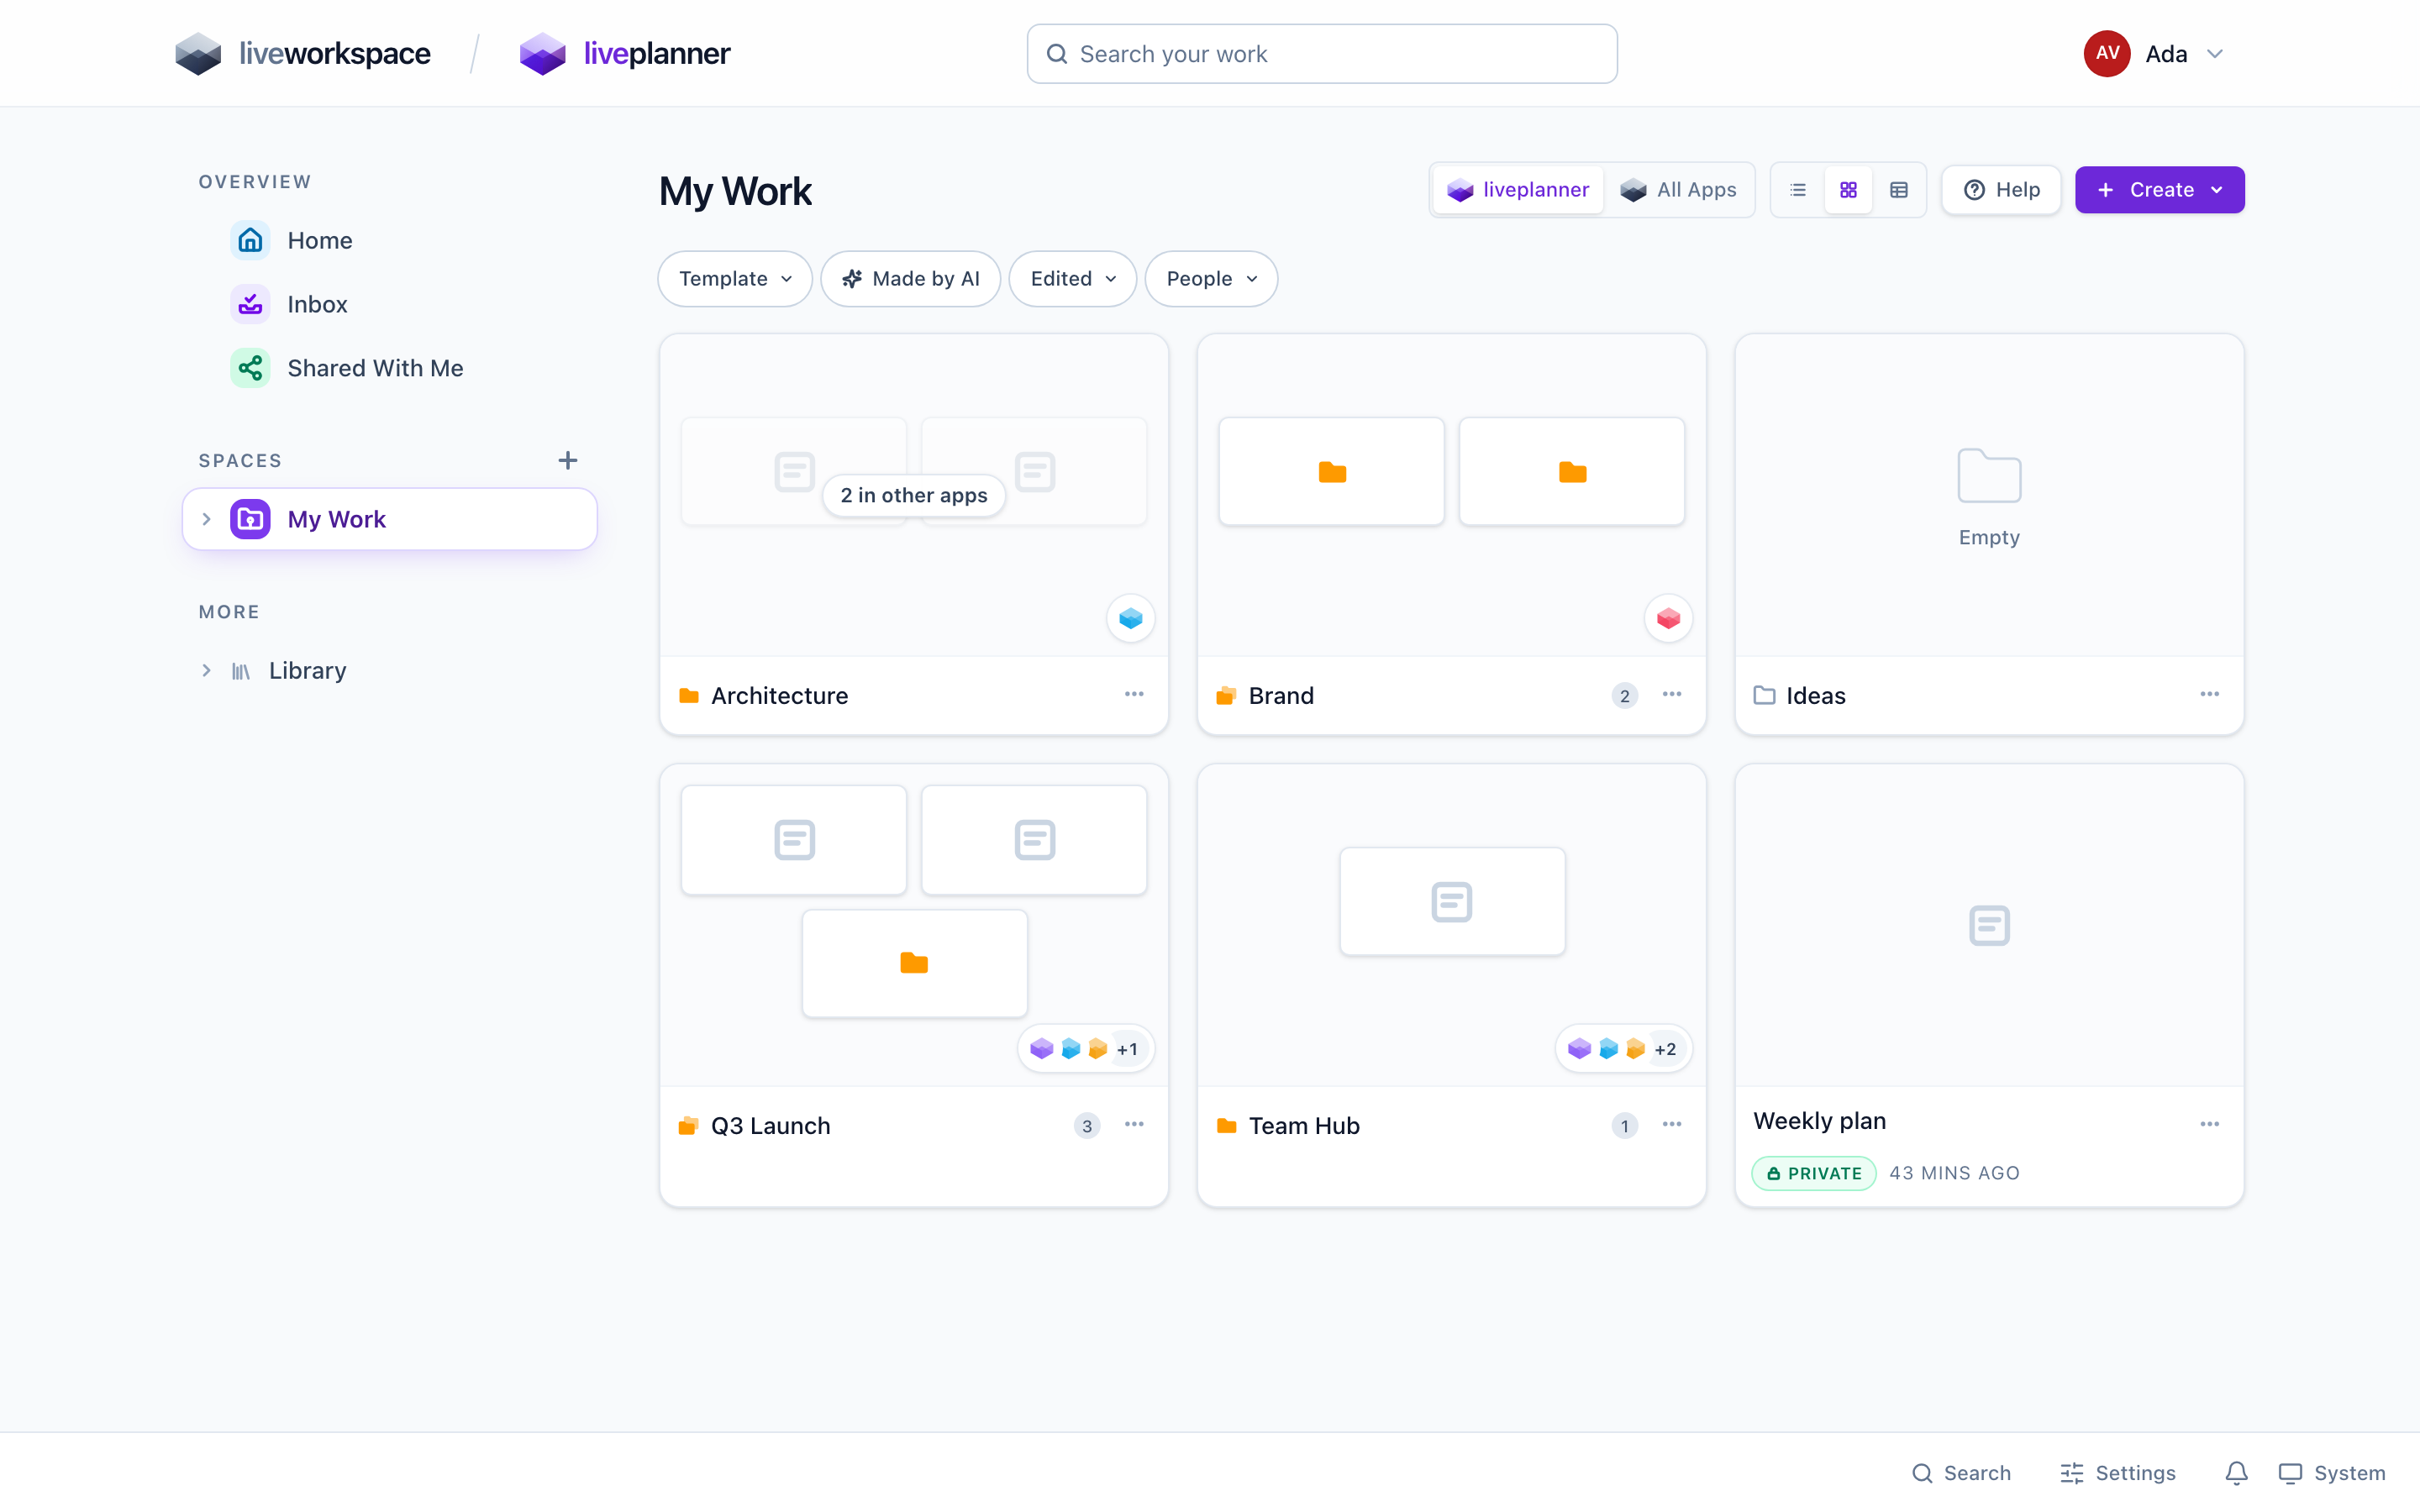 liveworkspace / liveplanner
Search your work
AV Ada
OVERVIEW
Home
Inbox
Shared With Me
SPACES
My Work
MORE
Library
My Work
liveplanner All Apps
Help
Create
Template Made by AI Edited People
2 in other apps
Architecture
Brand 2
Empty
Ideas
+1
Q3 Launch 3
+2
Team Hub 1
Weekly plan
PRIVATE 43 MINS AGO
Search Settings System